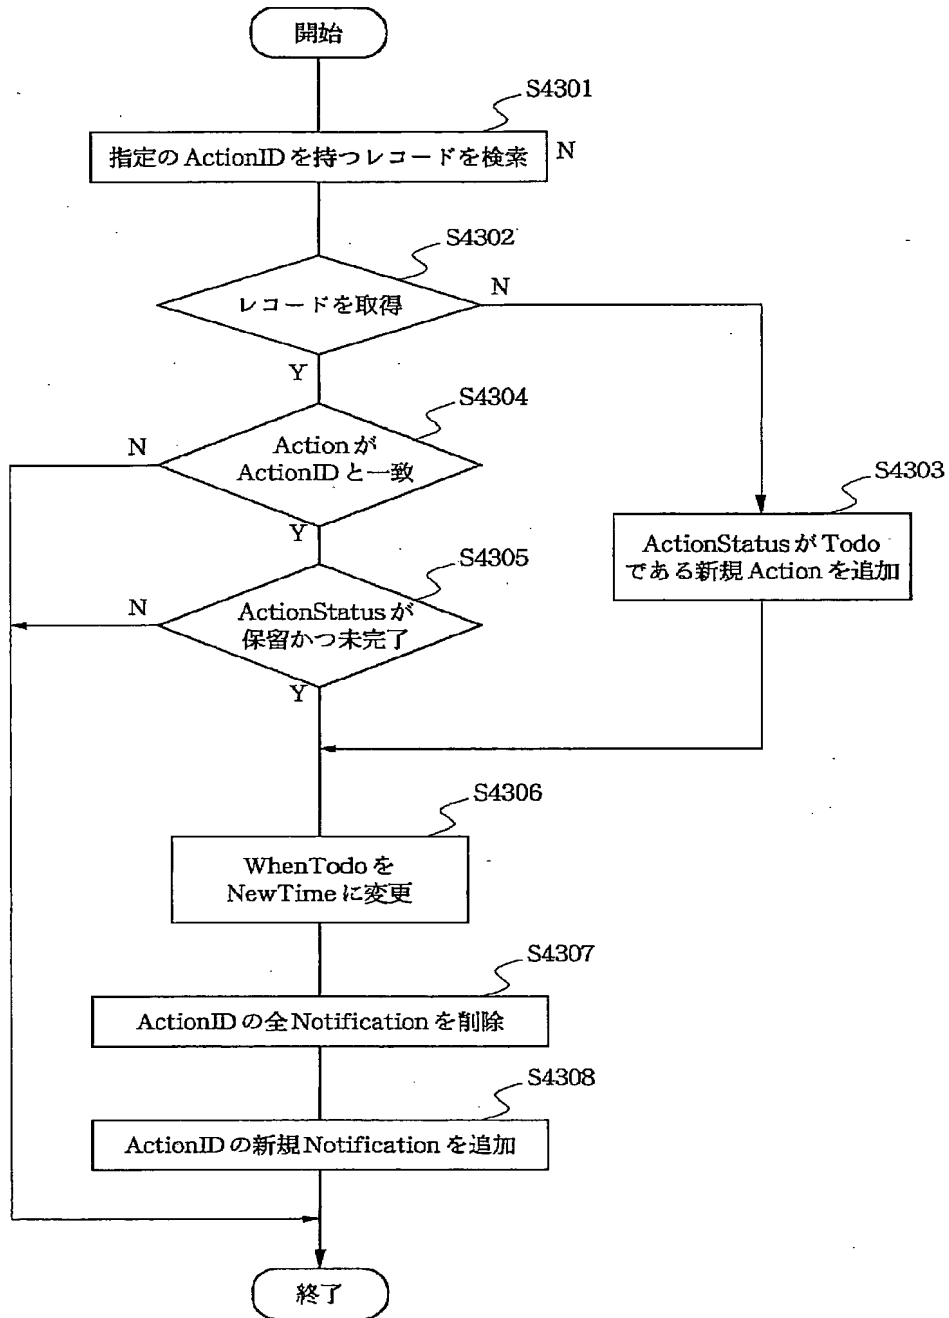 開始
S4301
指定のActionIDを持つレコードを検索
N
S4302
レコードを取得
N
Y
S4304
Actionが
ActionIDと一致
N
Y
S4303
ActionStatusがTodo
である新規Actionを追加
S4305
ActionStatusが
保留かつ未完了
N
Y
S4306
WhenTodoを
NewTimeに変更
S4307
ActionIDの全Notificationを削除
S4308
ActionIDの新規Notificationを追加
終了